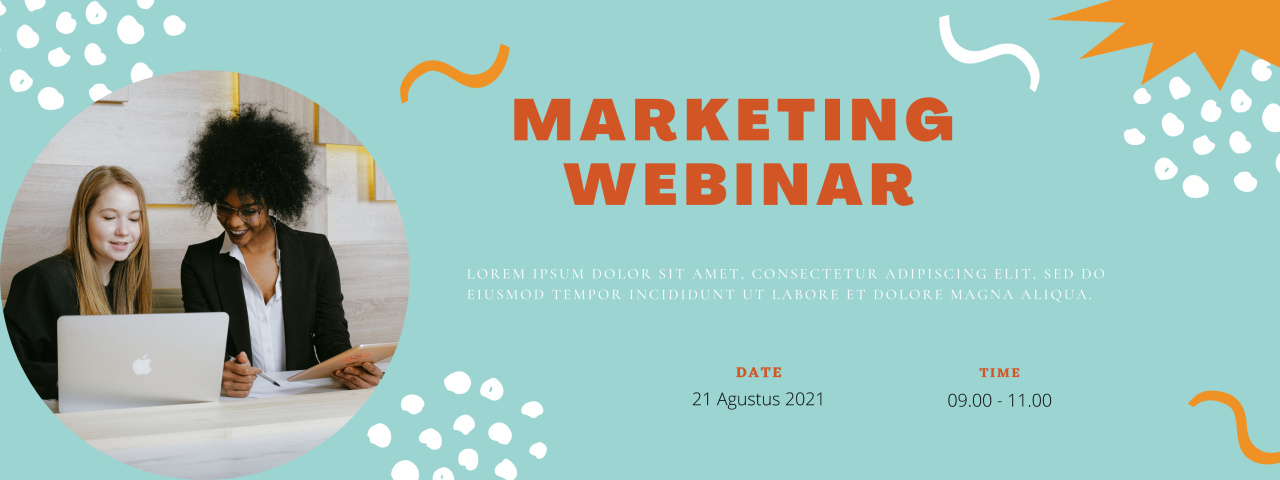 MARKETING
WEBINAR
LOREM IPSUM DOLOR SIT AMET, CONSECTETUR ADIPISCING ELIT, SED DO
EIUSMOD TEMPOR INCIDIDUNT UT LABORE ET DOLORE MAGNA ALIQUA.
DATE
21 Agustus 2021
TIME
09.00 - 11.00